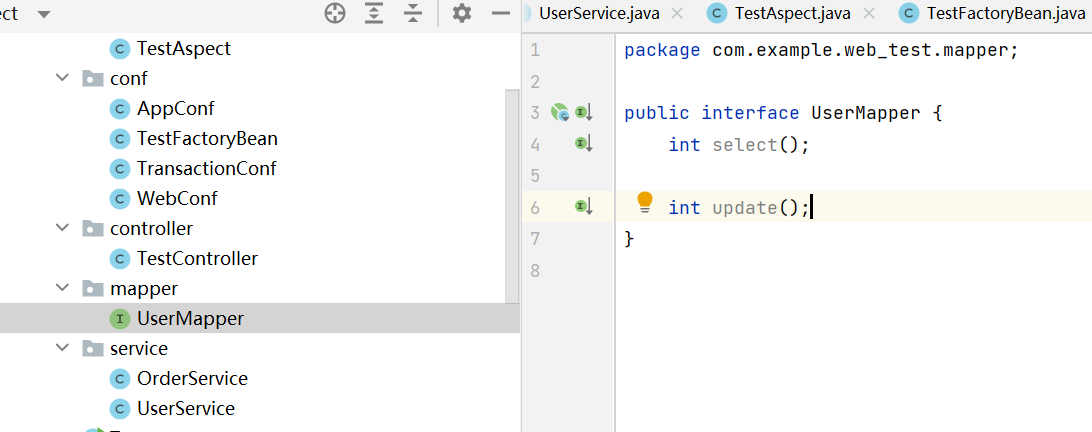 ect
TestAspect
conf
AppConf
TestFactoryBean
TransactionConf
WebConf
controller
TestController
mapper
UserMapper
service
OrderService
UserService
UserService.java TestAspect.java TestFactoryBean.java
1 package com.example.web_test.mapper;
2
3 public interface UserMapper {
4 int select();
5
6 int update();
7 }
8